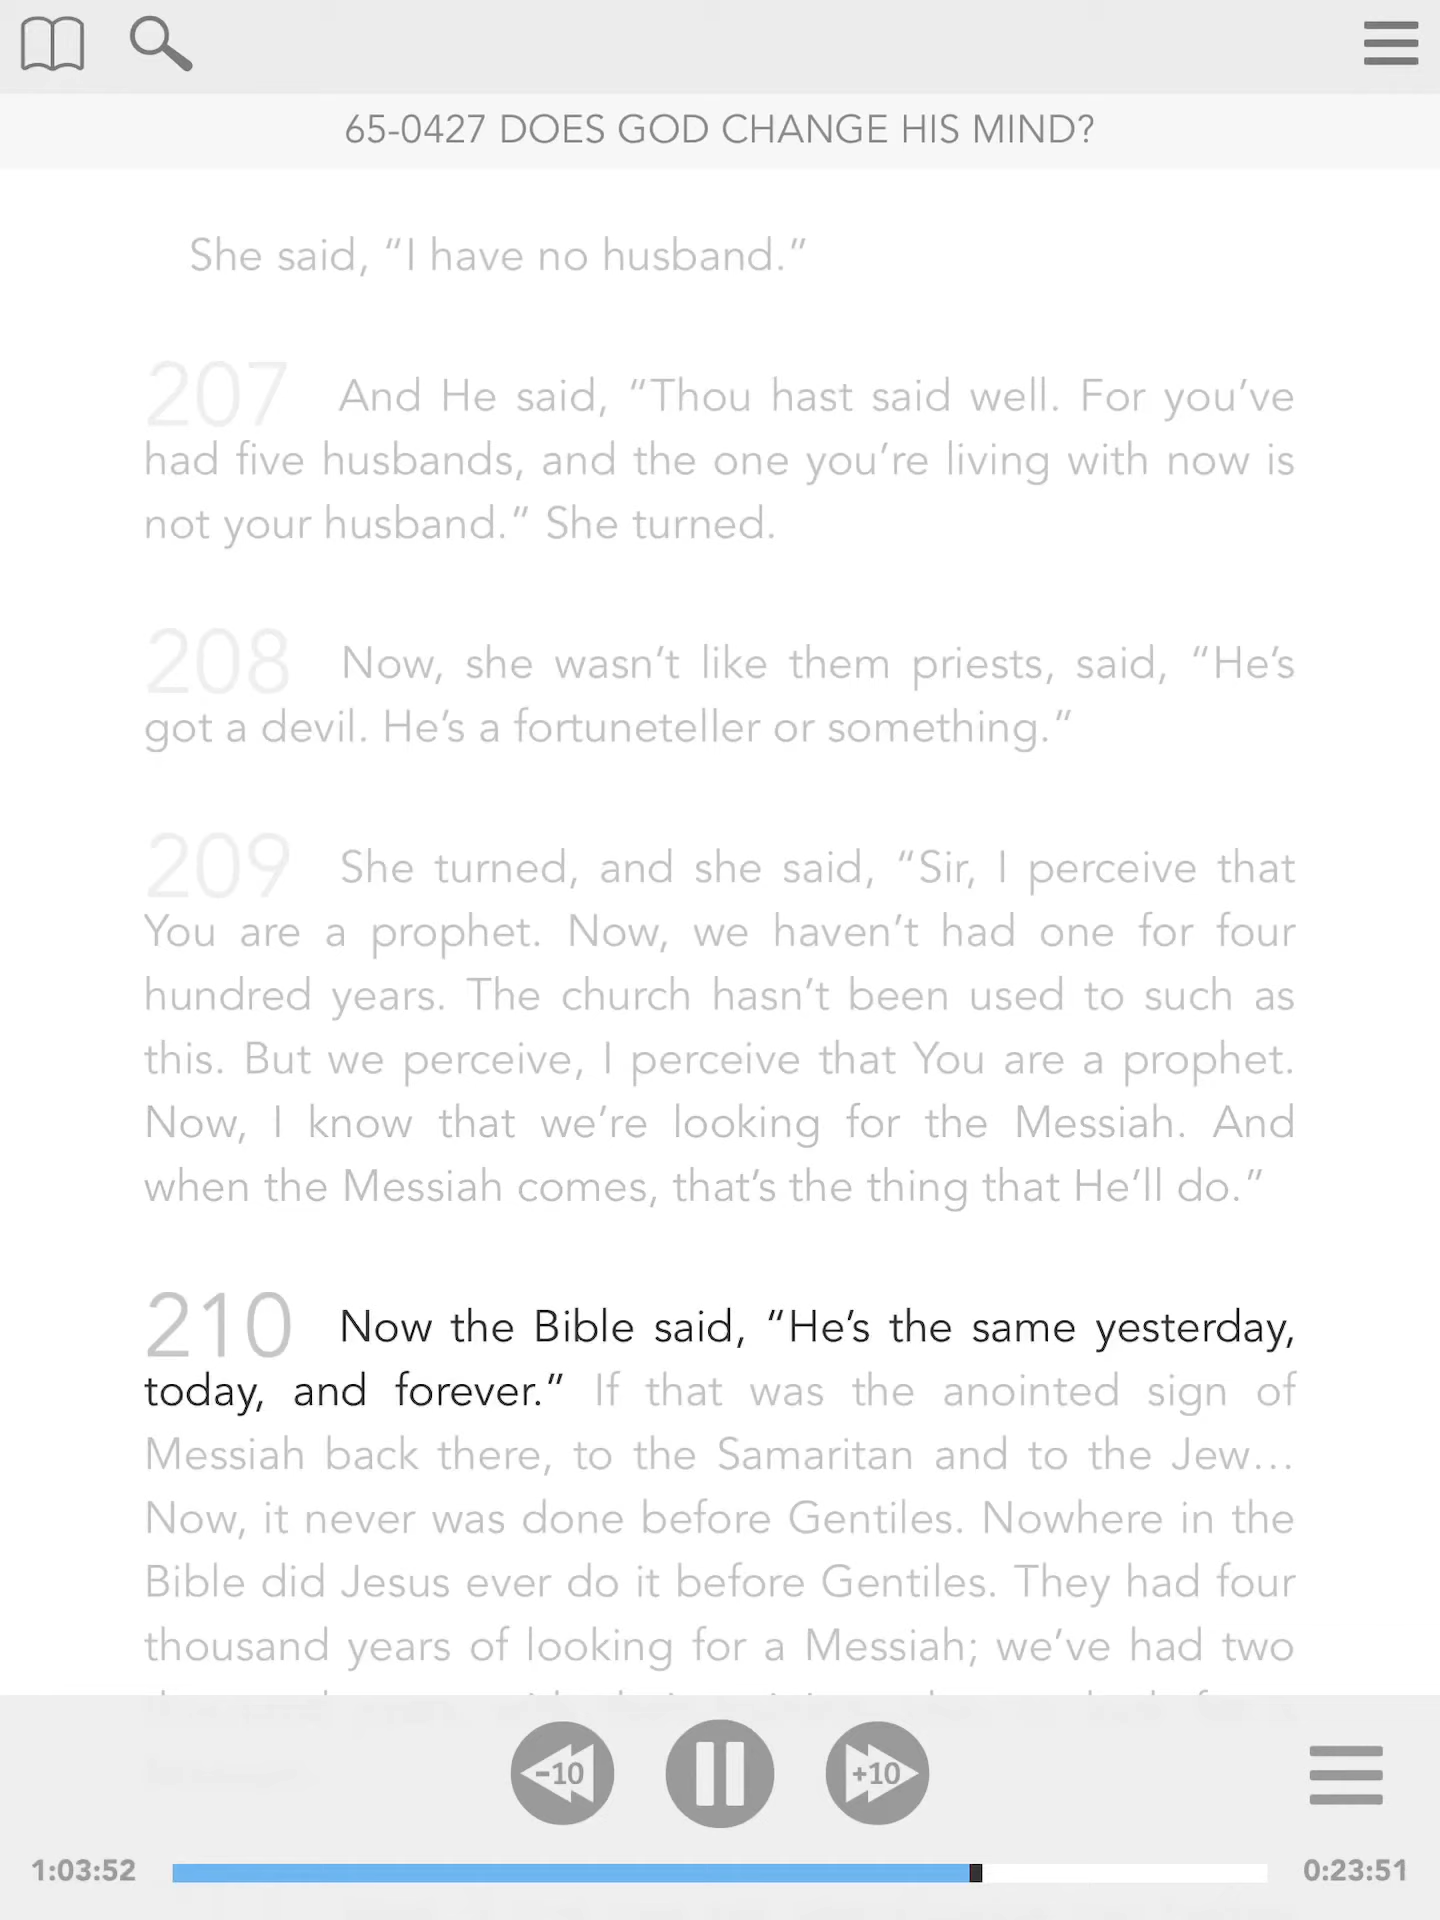 65-0427 DOES GOD CHANGE HIS MIND?
She said, “I have no husband.”
207 And He said, “Thou hast said well. For you’ve
had five husbands, and the one you’re living with now is
not your husband.” She turned.
208 Now, she wasn’t like them priests, said, “He’s
got a devil. He’s a fortuneteller or something.”
209 She turned, and she said, “Sir, I perceive that
You are a prophet. Now, we haven’t had one for four
hundred years. The church hasn’t been used to such as
this. But we perceive, I perceive that You are a prophet.
Now, I know that we’re looking for the Messiah. And
when the Messiah comes, that’s the thing that He’ll do.”
210 Now the Bible said, “He’s the same yesterday,
today, and forever.” If that was the anointed sign of
Messiah back there, to the Samaritan and to the Jew…
Now, it never was done before Gentiles. Nowhere in the
Bible did Jesus ever do it before Gentiles. They had four
thousand years of looking for a Messiah; we’ve had two
-10 +10
1:03:52 0:23:51